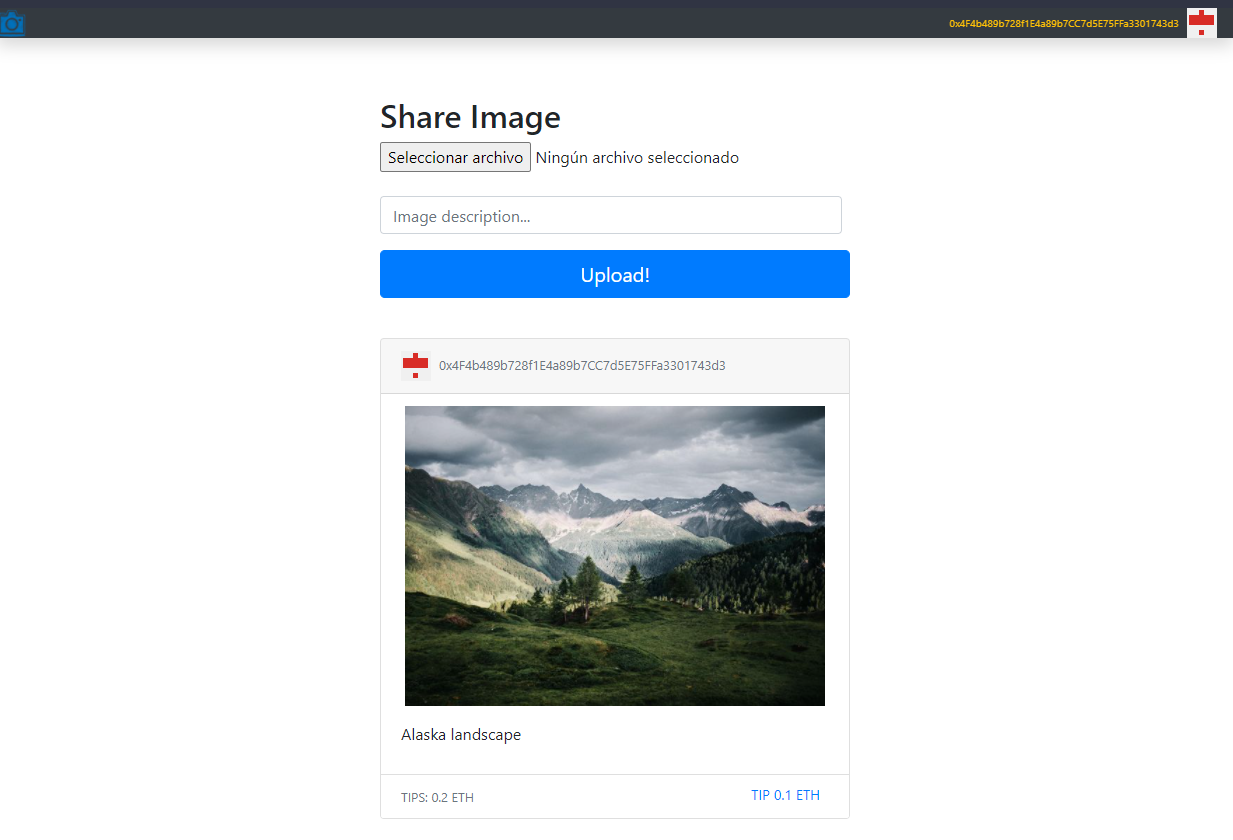 0x4F4b489b728f1E4a89b7CC7d5E75FFa3301743d3
Share Image
Seleccionar archivo Ningún archivo seleccionado
Image description...
Upload!
0x4F4b489b728f1E4a89b7CC7d5E75FFa3301743d3
Alaska landscape
TIPS: 0.2 ETH TIP 0.1 ETH